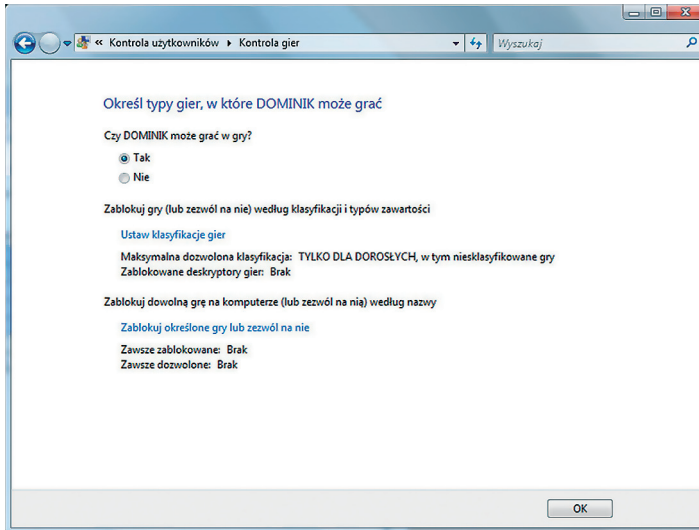 « Kontrola użytkowników ▸ Kontrola gier
Wyszukaj
Określ typy gier, w które DOMINIK może grać
Czy DOMINIK może grać w gry?
Tak
Nie
Zablokuj gry (lub zezwól na nie) według klasyfikacji i typów zawartości
Ustaw klasyfikacje gier
Maksymalna dozwolona klasyfikacja: TYLKO DLA DOROSŁYCH, w tym niesklasyfikowane gry
Zablokowane deskryptory gier: Brak
Zablokuj dowolną grę na komputerze (lub zezwól na nią) według nazwy
Zablokuj określone gry lub zezwól na nie
Zawsze zablokowane: Brak
Zawsze dozwolone: Brak
OK